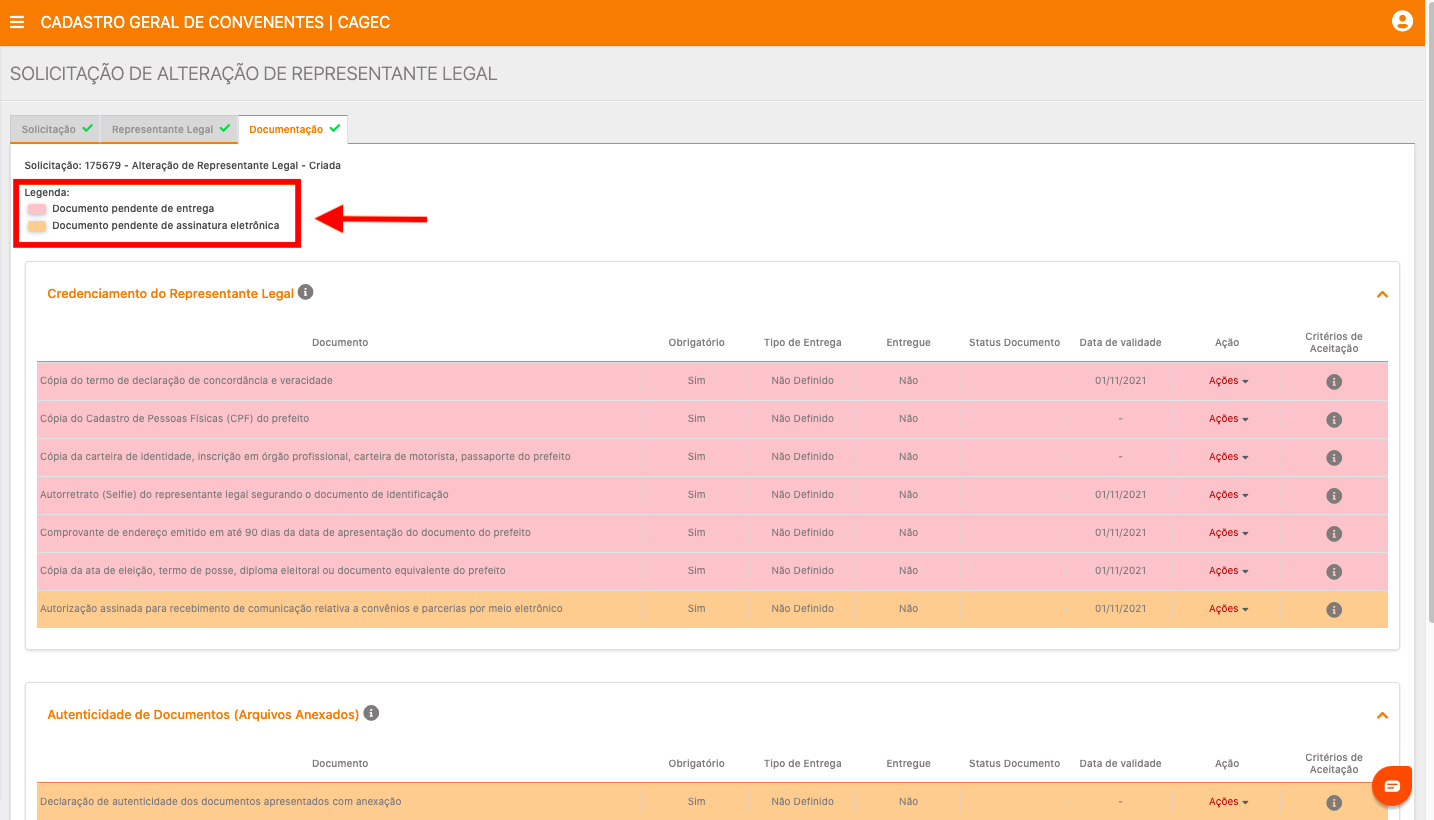 CADASTRO GERAL DE CONVENENTES | CAGEC
SOLICITAÇÃO DE ALTERAÇÃO DE REPRESENTANTE LEGAL
Solicitação Representante Legal Documentação
Solicitação: 175679 - Alteração de Representante Legal - Criada
Legenda:
Documento pendente de entrega
Documento pendente de assinatura eletrônica
Credenciamento do Representante Legal
Documento Obrigatório Tipo de Entrega Entregue Status Documento Data de validade Ação Critérios de Aceitação
Cópia do termo de declaração de concordância e veracidade Sim Não Definido Não 01/11/2021 Ações
Cópia do Cadastro de Pessoas Físicas (CPF) do prefeito Sim Não Definido Não - Ações
Cópia da carteira de identidade, inscrição em órgão profissional, carteira de motorista, passaporte do prefeito Sim Não Definido Não - Ações
Autorretrato (Selfie) do representante legal segurando o documento de identificação Sim Não Definido Não 01/11/2021 Ações
Comprovante de endereço emitido em até 90 dias da data de apresentação do documento do prefeito Sim Não Definido Não 01/11/2021 Ações
Cópia da ata de eleição, termo de posse, diploma eleitoral ou documento equivalente do prefeito Sim Não Definido Não 01/11/2021 Ações
Autorização assinada para recebimento de comunicação relativa a convênios e parcerias por meio eletrônico Sim Não Definido Não 01/11/2021 Ações
Autenticidade de Documentos (Arquivos Anexados)
Documento Obrigatório Tipo de Entrega Entregue Status Documento Data de validade Ação Critérios de Aceitação
Declaração de autenticidade dos documentos apresentados com anexação Sim Não Definido Não - Ações